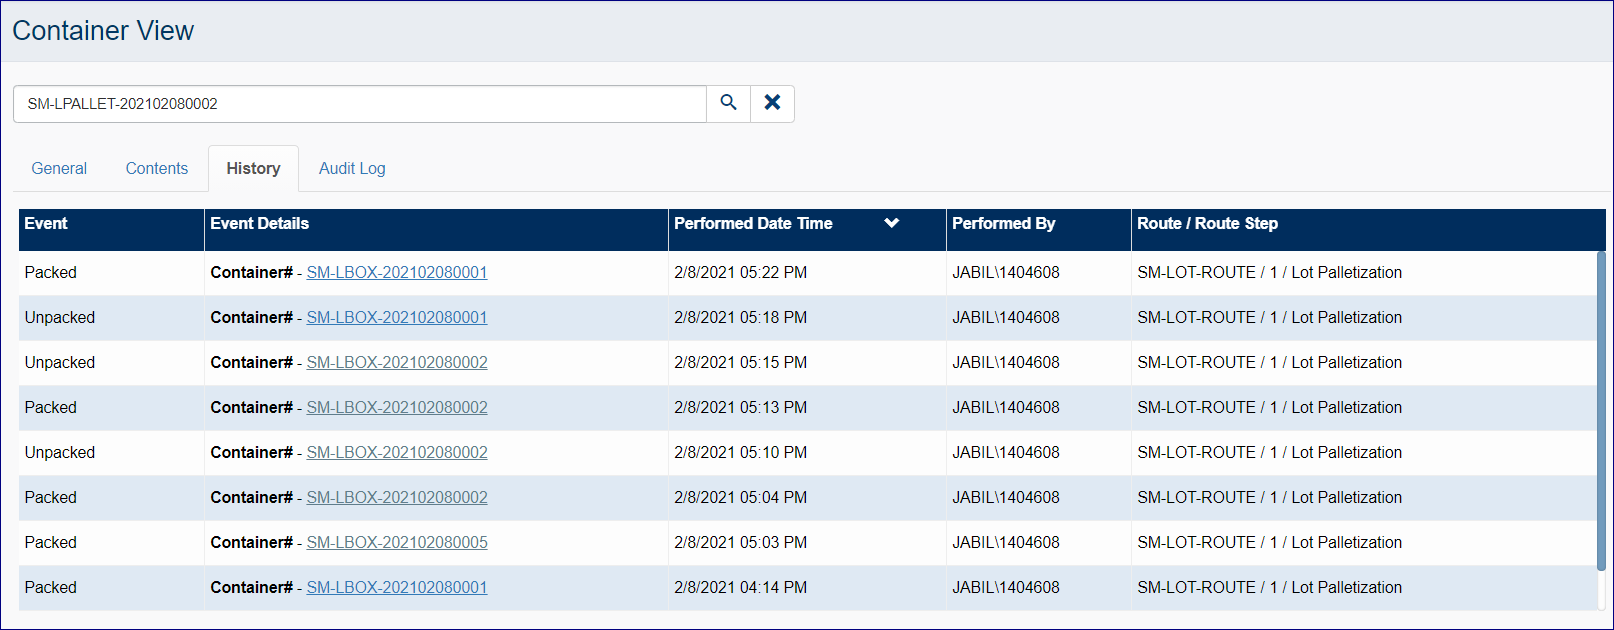 Container View
SM-LPALLET-202102080002
General Contents History Audit Log
Event Event Details Performed Date Time Performed By Route / Route Step
Packed Container# - SM-LBOX-202102080001 2/8/2021 05:22 PM JABIL\1404608 SM-LOT-ROUTE / 1 / Lot Palletization
Unpacked Container# - SM-LBOX-202102080001 2/8/2021 05:18 PM JABIL\1404608 SM-LOT-ROUTE / 1 / Lot Palletization
Unpacked Container# - SM-LBOX-202102080002 2/8/2021 05:15 PM JABIL\1404608 SM-LOT-ROUTE / 1 / Lot Palletization
Packed Container# - SM-LBOX-202102080002 2/8/2021 05:13 PM JABIL\1404608 SM-LOT-ROUTE / 1 / Lot Palletization
Unpacked Container# - SM-LBOX-202102080002 2/8/2021 05:10 PM JABIL\1404608 SM-LOT-ROUTE / 1 / Lot Palletization
Packed Container# - SM-LBOX-202102080002 2/8/2021 05:04 PM JABIL\1404608 SM-LOT-ROUTE / 1 / Lot Palletization
Packed Container# - SM-LBOX-202102080005 2/8/2021 05:03 PM JABIL\1404608 SM-LOT-ROUTE / 1 / Lot Palletization
Packed Container# - SM-LBOX-202102080001 2/8/2021 04:14 PM JABIL\1404608 SM-LOT-ROUTE / 1 / Lot Palletization